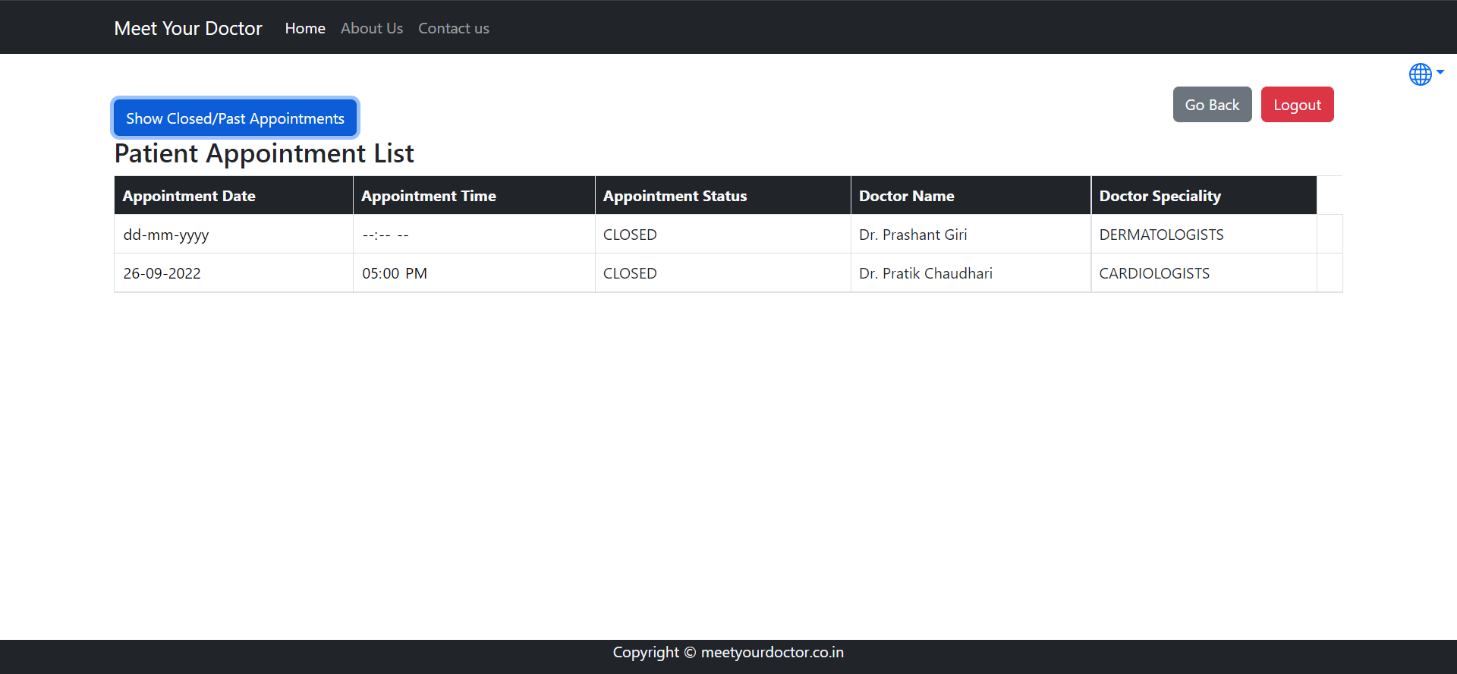 Meet Your Doctor Home About Us Contact us
Go Back Logout
Show Closed/Past Appointments
Patient Appointment List
Appointment Date Appointment Time Appointment Status Doctor Name Doctor Speciality
dd-mm-yyyy --:-- -- CLOSED Dr. Prashant Giri DERMATOLOGISTS
26-09-2022 05:00 PM CLOSED Dr. Pratik Chaudhari CARDIOLOGISTS
Copyright © meetyourdoctor.co.in